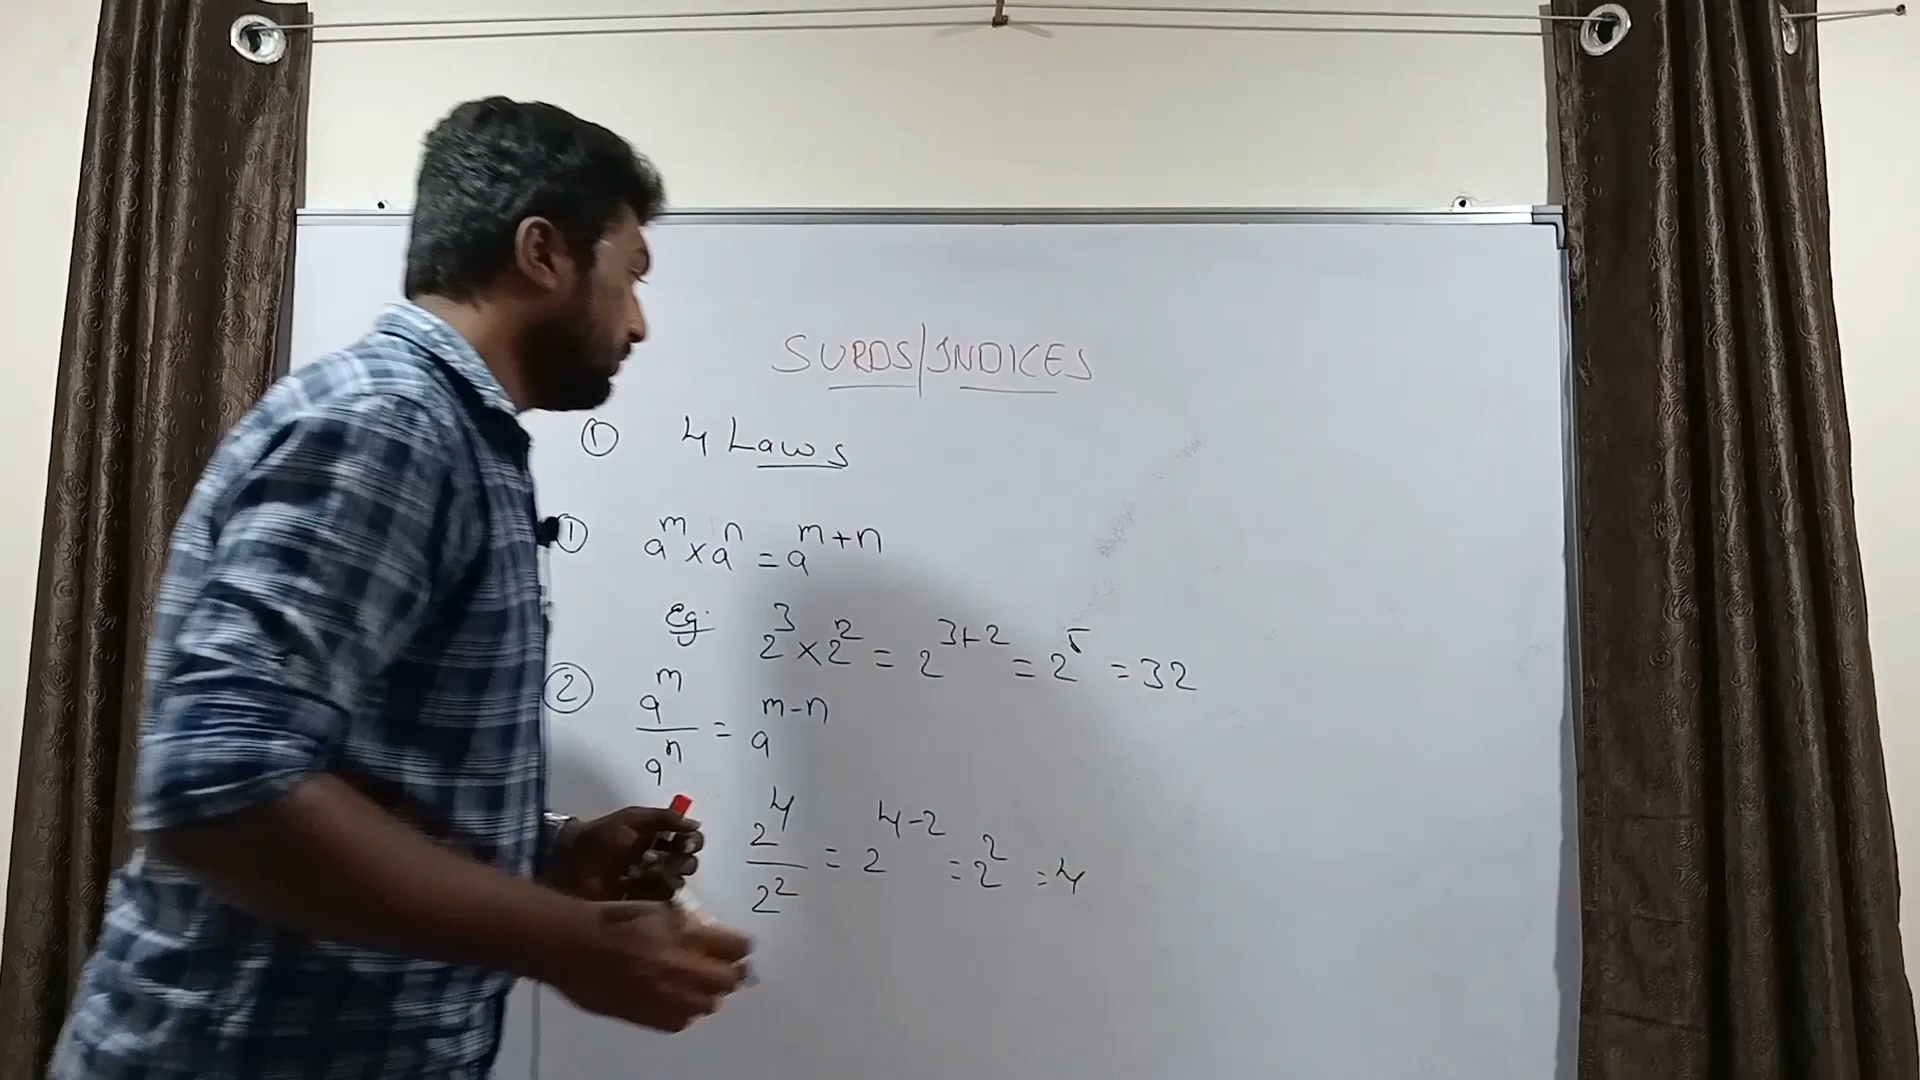 SURDS/INDICES
① 4 Laws
① a^m × a^n = a^(m+n)
Eg: 2^3 × 2^2 = 2^(3+2) = 2^5 = 32
② a^m/a^n = a^(m-n)
2^4/2^2 = 2^(4-2) = 2^2 = 4